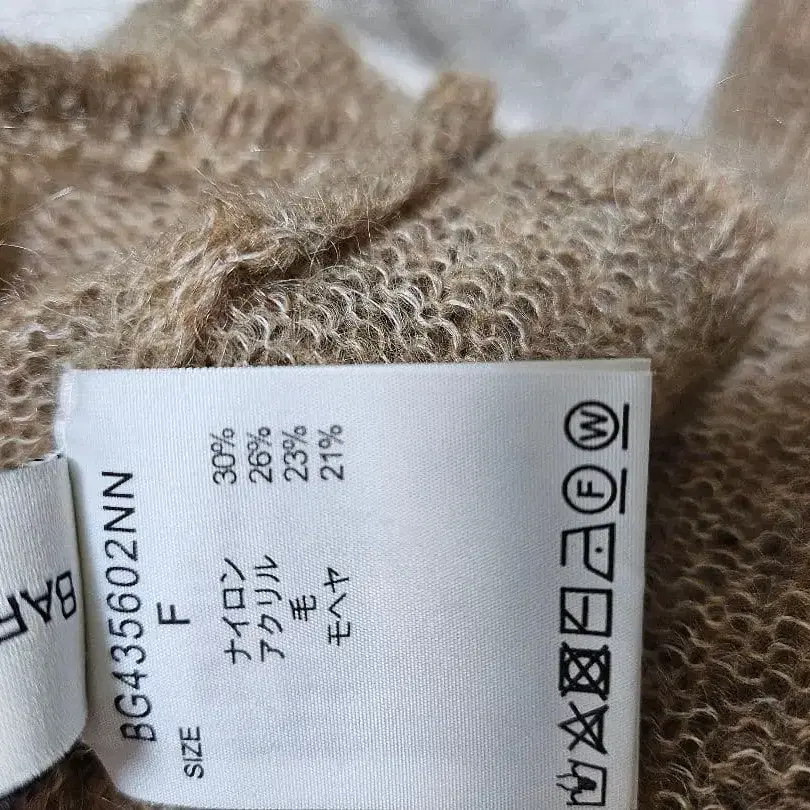 BG435602NN
SIZE F
ナイロン 30%
アクリル 26%
毛 23%
モヘヤ 21%
F
W